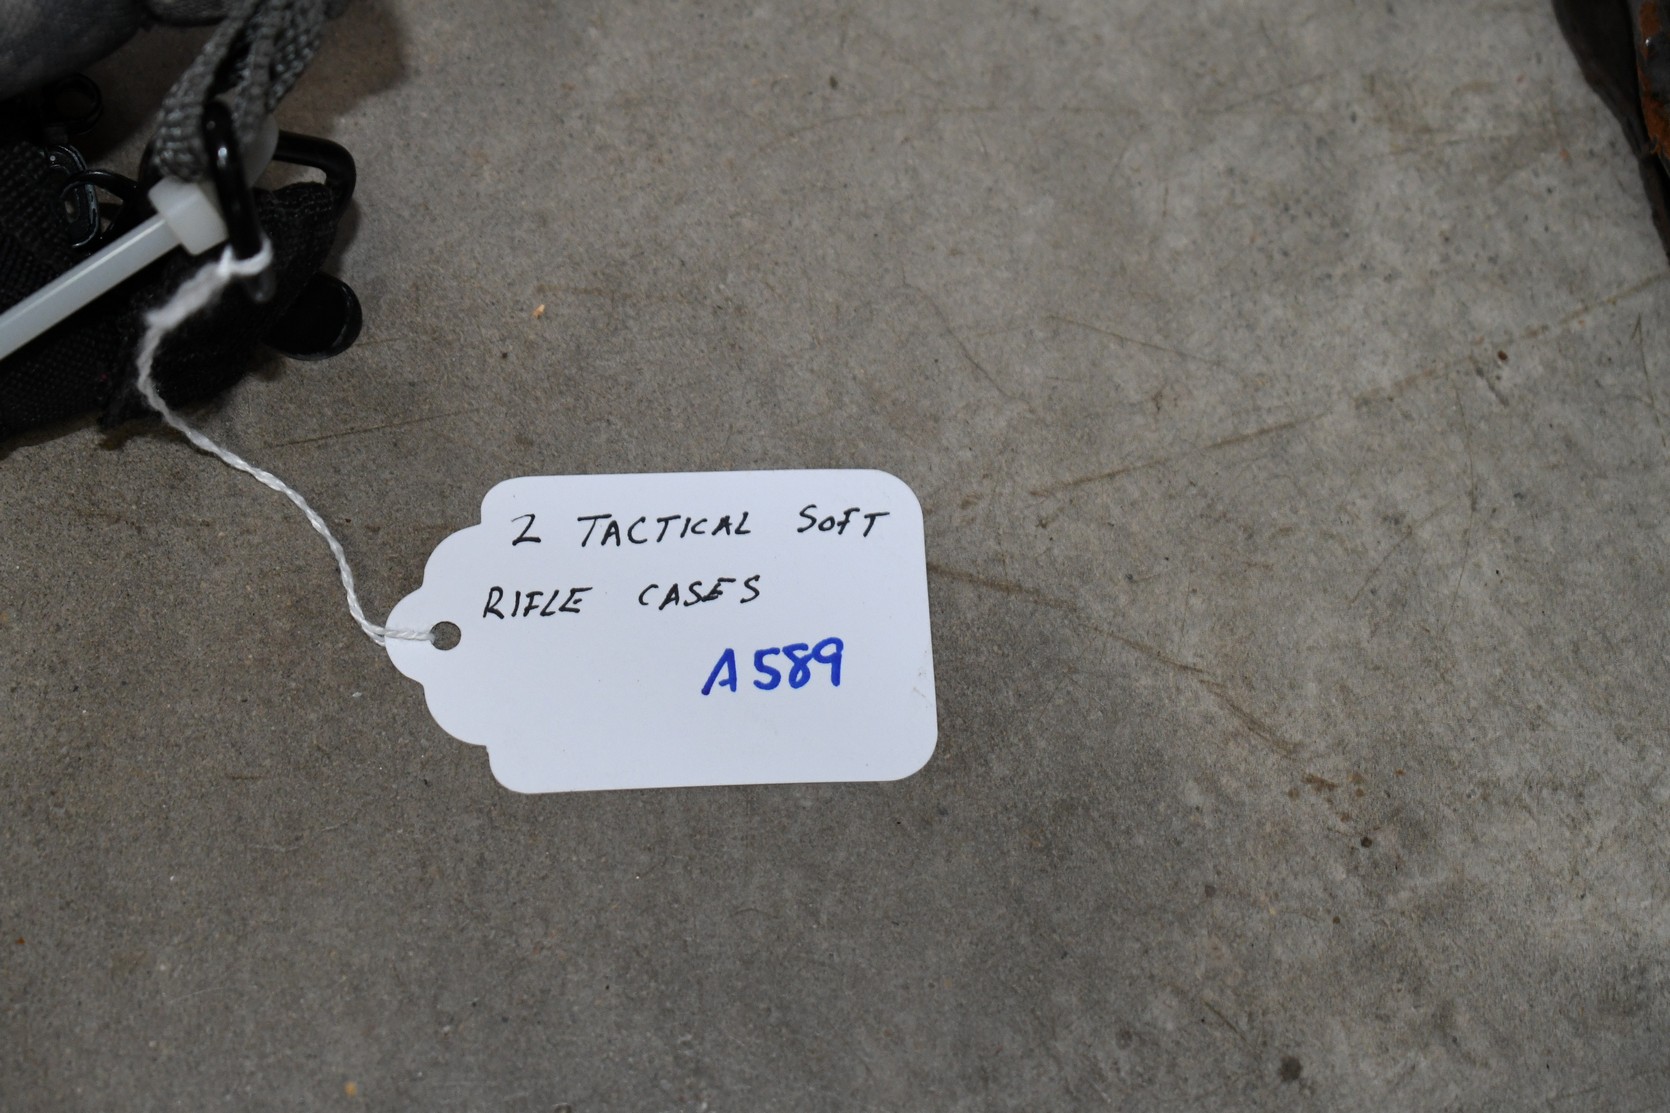 2 TACTICAL SOFT
RIFLE CASES
A589